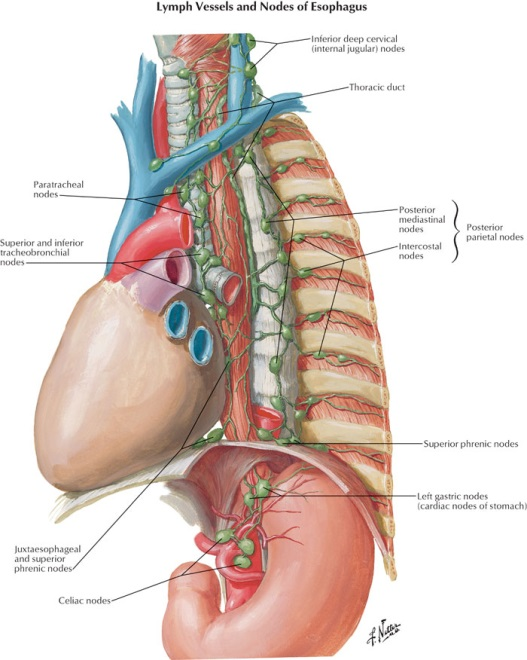 Lymph Vessels and Nodes of Esophagus
Inferior deep cervical
(internal jugular) nodes
Thoracic duct
Paratracheal
nodes
Posterior
mediastinal
nodes
Posterior
parietal nodes
Superior and inferior
tracheobronchial
nodes
Intercostal
nodes
Superior phrenic nodes
Left gastric nodes
(cardiac nodes of stomach)
Juxtaesophageal
and superior
phrenic nodes
Celiac nodes